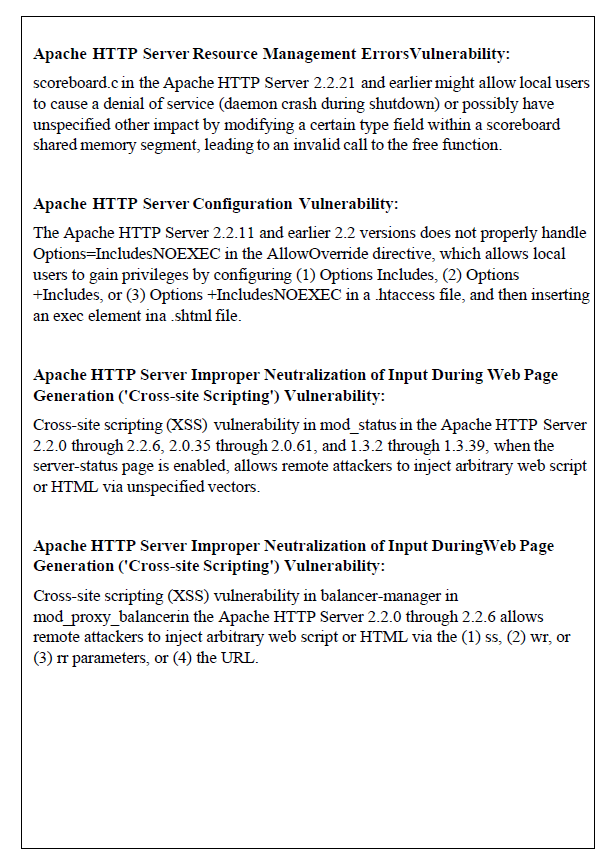 Apache HTTP Server Resource Management ErrorsVulnerability:
scoreboard.c in the Apache HTTP Server 2.2.21 and earlier might allow local users
to cause a denial of service (daemon crash during shutdown) or possibly have
unspecified other impact by modifying a certain type field within a scoreboard
shared memory segment, leading to an invalid call to the free function.
Apache HTTP Server Configuration Vulnerability:
The Apache HTTP Server 2.2.11 and earlier 2.2 versions does not properly handle
Options=IncludesNOEXEC in the AllowOverride directive, which allows local
users to gain privileges by configuring (1) Options Includes, (2) Options
+Includes, or (3) Options +IncludesNOEXEC in a .htaccess file, and then inserting
an exec element ina .shtml file.
Apache HTTP Server Improper Neutralization of Input During Web Page
Generation ('Cross-site Scripting') Vulnerability:
Cross-site scripting (XSS) vulnerability in mod_status in the Apache HTTP Server
2.2.0 through 2.2.6, 2.0.35 through 2.0.61, and 1.3.2 through 1.3.39, when the
server-status page is enabled, allows remote attackers to inject arbitrary web script
or HTML via unspecified vectors.
Apache HTTP Server Improper Neutralization of Input DuringWeb Page
Generation ('Cross-site Scripting') Vulnerability:
Cross-site scripting (XSS) vulnerability in balancer-manager in
mod_proxy_balancerin the Apache HTTP Server 2.2.0 through 2.2.6 allows
remote attackers to inject arbitrary web script or HTML via the (1) ss, (2) wr, or
(3) rr parameters, or (4) the URL.